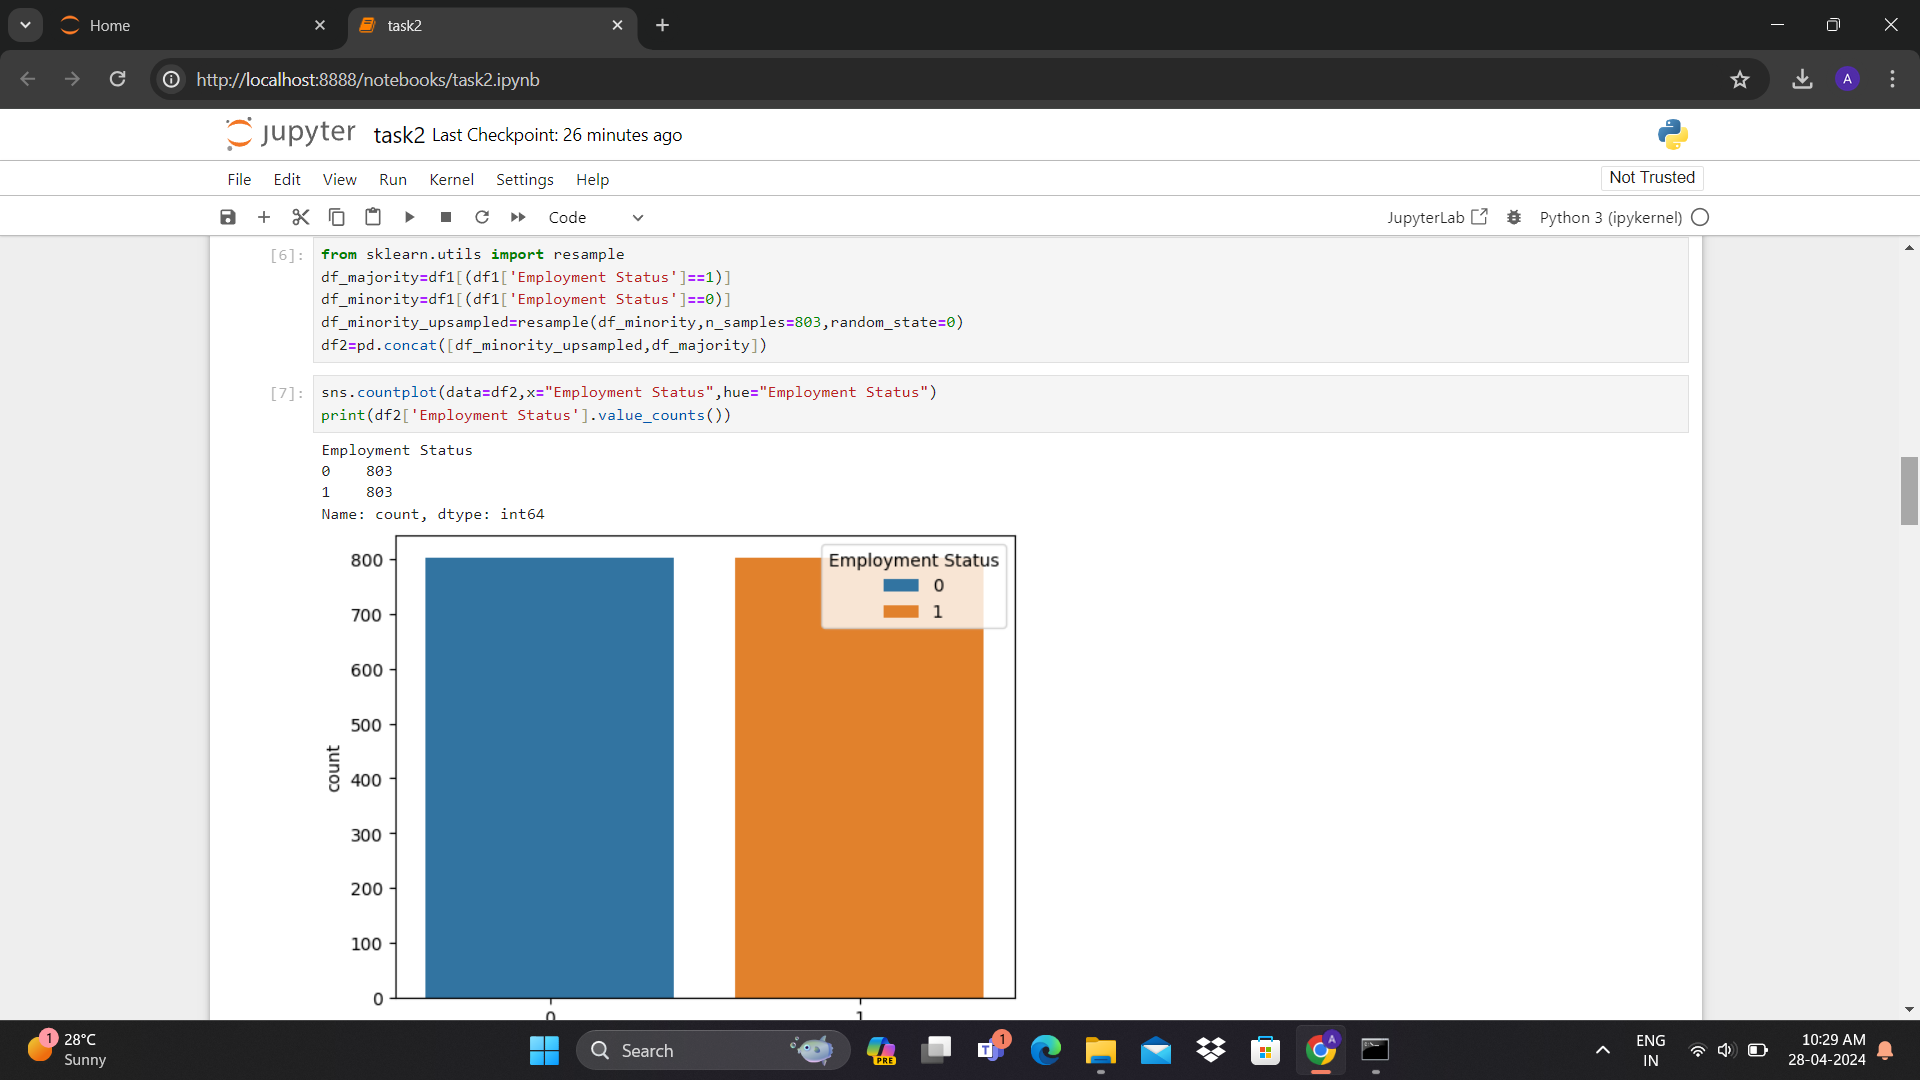 Home
task2
http://localhost:8888/notebooks/task2.ipynb
A
jupyter task2 Last Checkpoint: 26 minutes ago
File Edit View Run Kernel Settings Help
Not Trusted
Code
JupyterLab
Python 3 (ipykernel)
[6]:
from sklearn.utils import resample
df_majority=df1[(df1['Employment Status']==1)]
df_minority=df1[(df1['Employment Status']==0)]
df_minority_upsampled=resample(df_minority,n_samples=803,random_state=0)
df2=pd.concat([df_minority_upsampled,df_majority])
[7]:
sns.countplot(data=df2,x="Employment Status",hue="Employment Status")
print(df2['Employment Status'].value_counts())
Employment Status
0    803
1    803
Name: count, dtype: int64
Employment Status
0
1
800
700
600
500
400
300
200
100
0
count
0
1
1
28°C
Sunny
Search
PRE
1
A
ENG
IN
10:29 AM
28-04-2024